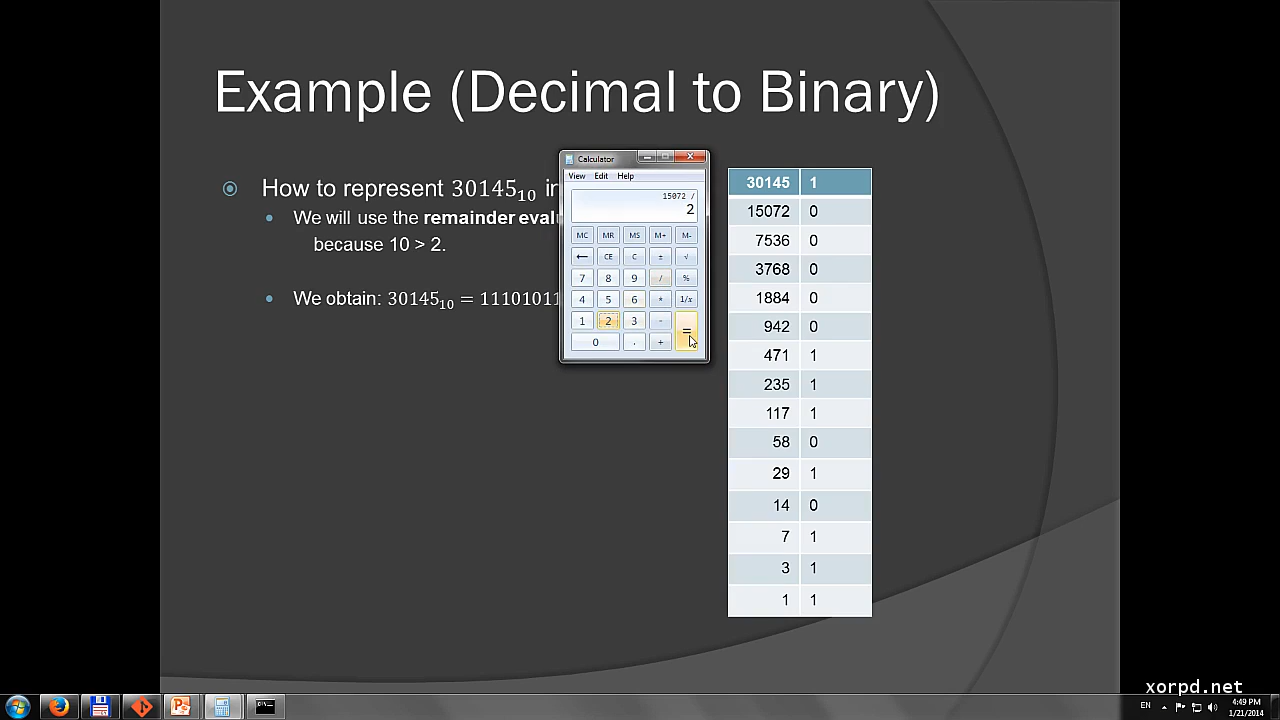 Example (Decimal to Binary)
How to represent 30145₁₀ in
We will use the remainder eval
because 10 > 2.
We obtain: 30145₁₀ = 11101011
Calculator
View Edit Help
15072 /
2
MC MR MS M+ M-
← CE C ± √
7 8 9 / %
4 5 6 * 1/x
1 2 3 - =
0 . +
30145 1
15072 0
7536 0
3768 0
1884 0
942 0
471 1
235 1
117 1
58 0
29 1
14 0
7 1
3 1
1 1
xorpd.net
EN 4:49 PM
1/21/2014